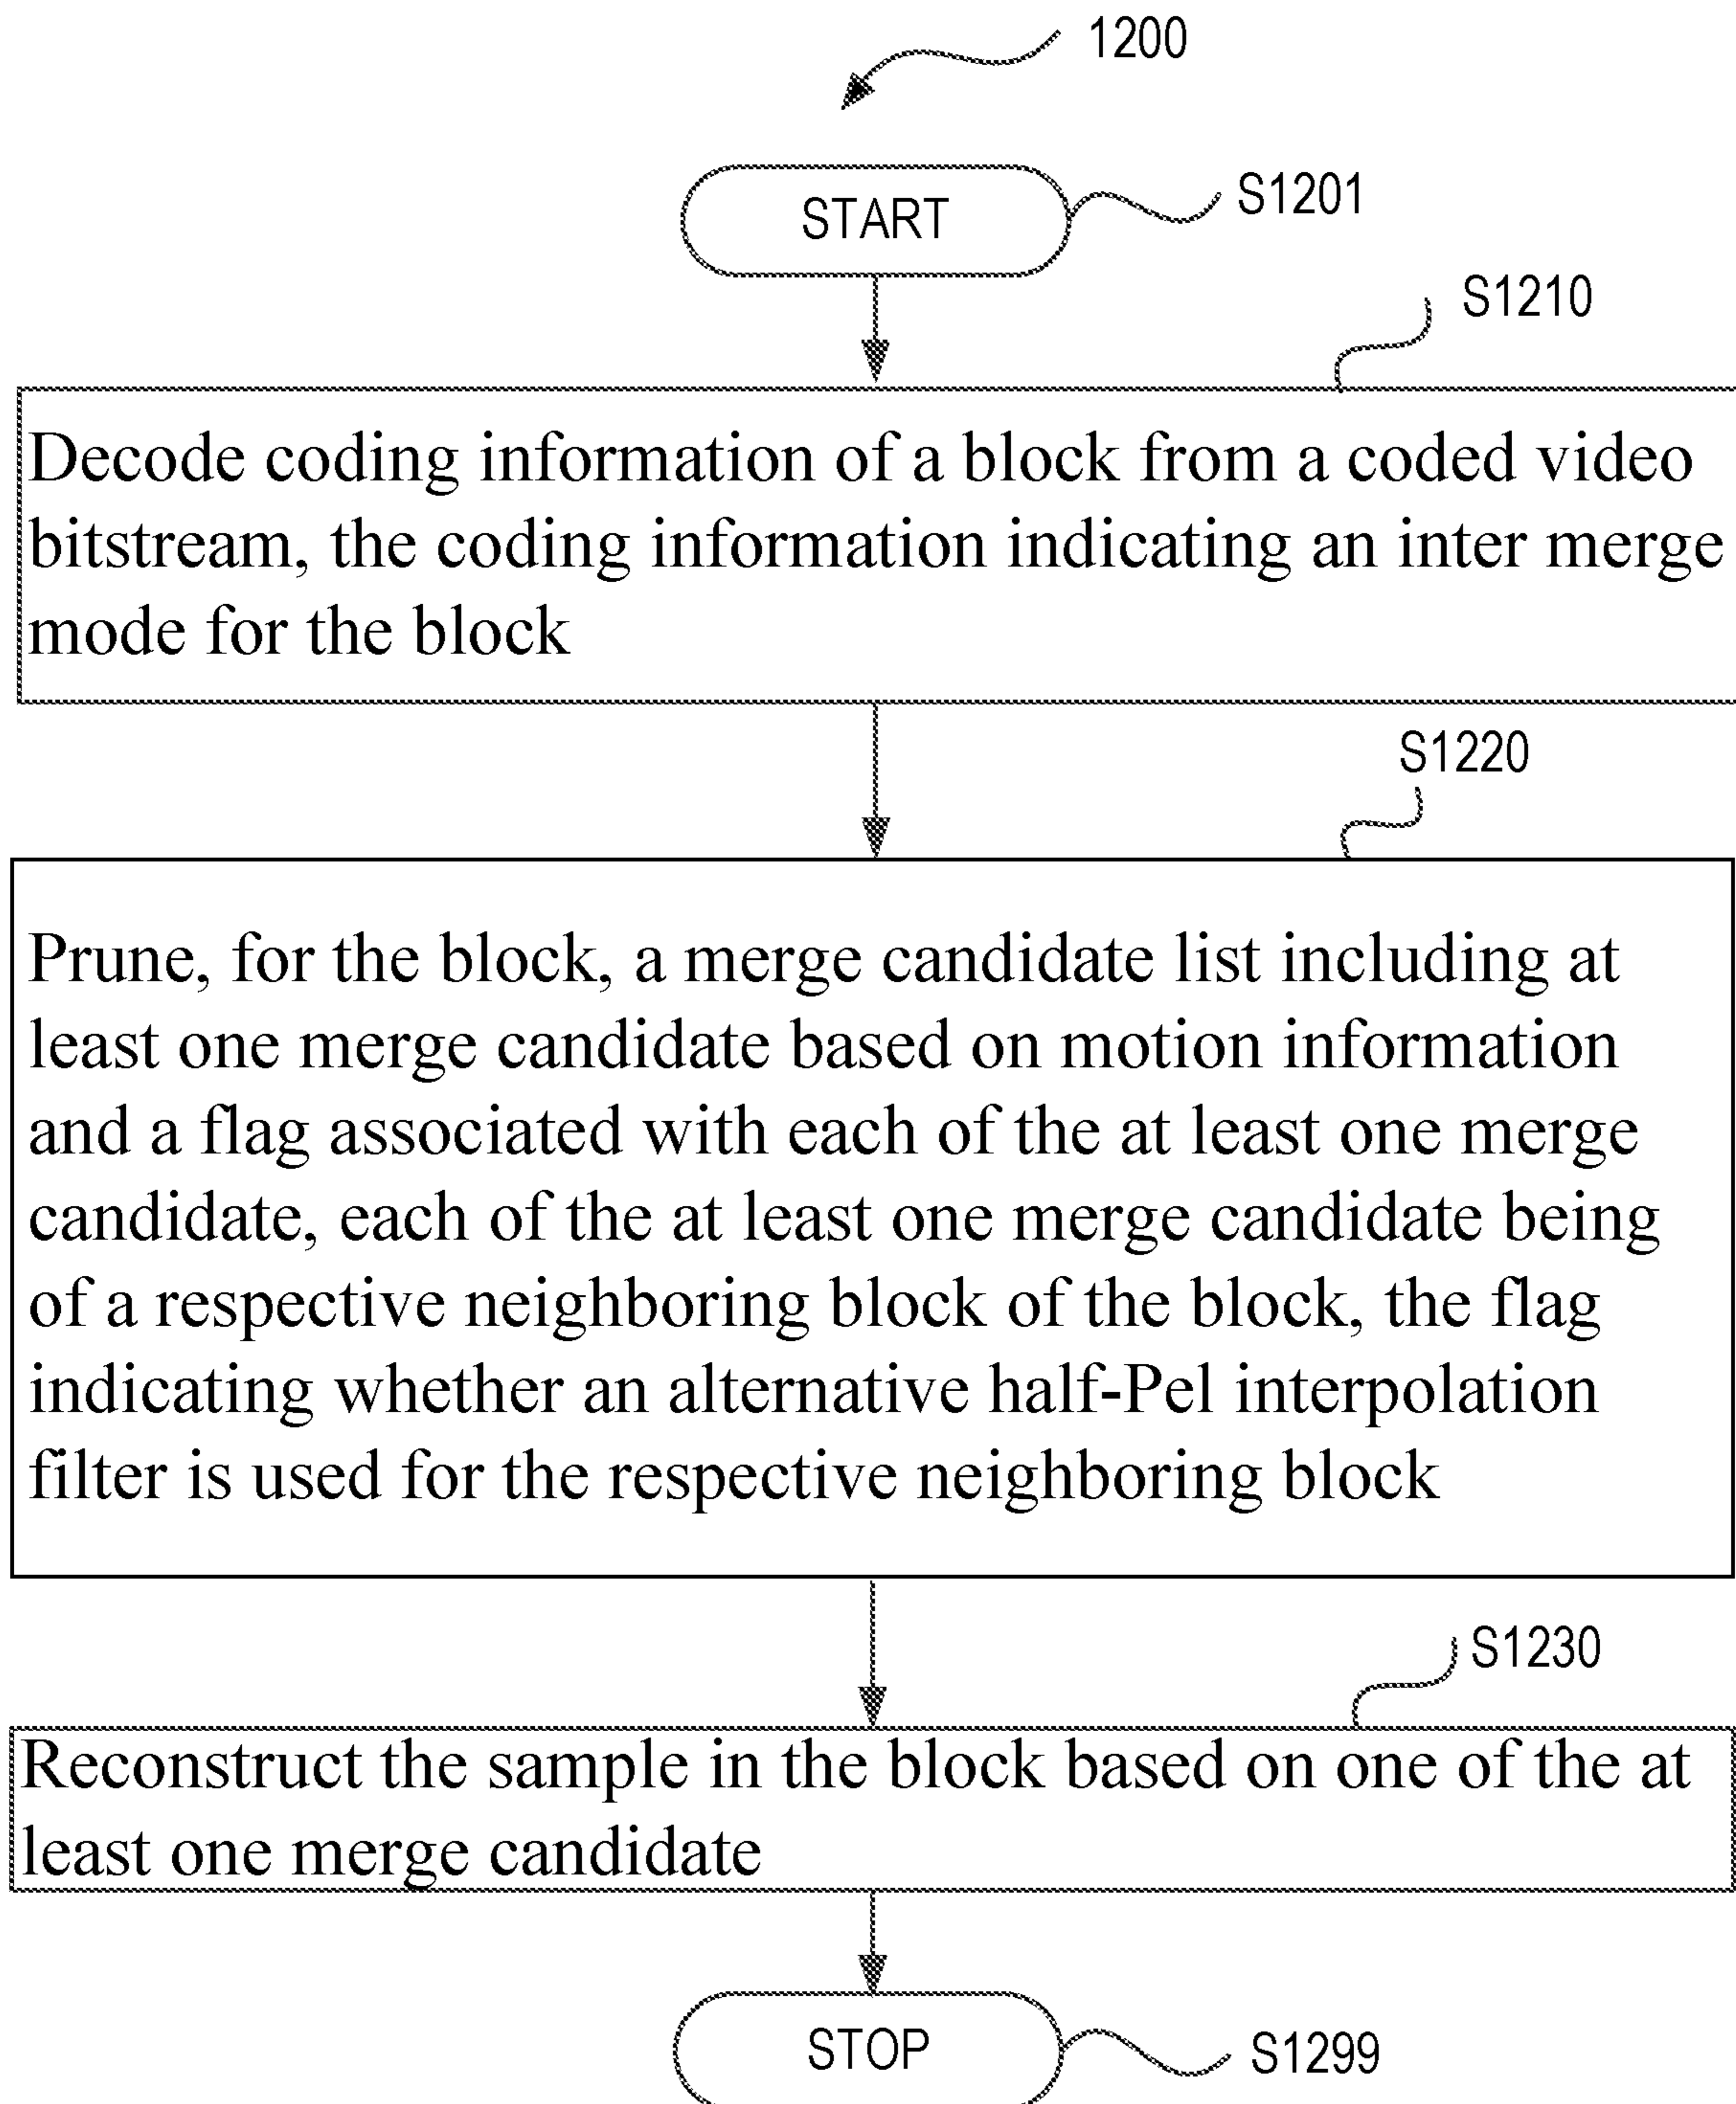 1200
START
S1201
S1210
Decode coding information of a block from a coded video
bitstream, the coding information indicating an inter merge
mode for the block
S1220
Prune, for the block, a merge candidate list including at
least one merge candidate based on motion information
and a flag associated with each of the at least one merge
candidate, each of the at least one merge candidate being
of a respective neighboring block of the block, the flag
indicating whether an alternative half-Pel interpolation
filter is used for the respective neighboring block
S1230
Reconstruct the sample in the block based on one of the at
least one merge candidate
STOP
S1299